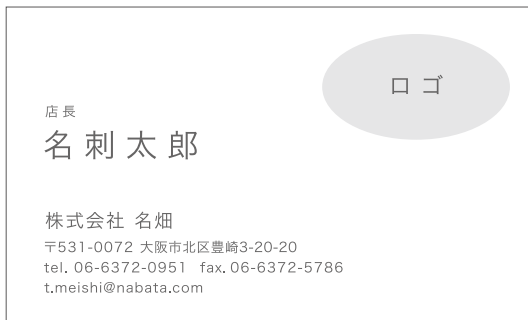 ロゴ
店長
名刺太郎
株式会社 名畑
〒531-0072 大阪市北区豊崎3-20-20
tel. 06-6372-0951 fax. 06-6372-5786
t.meishi@nabata.com